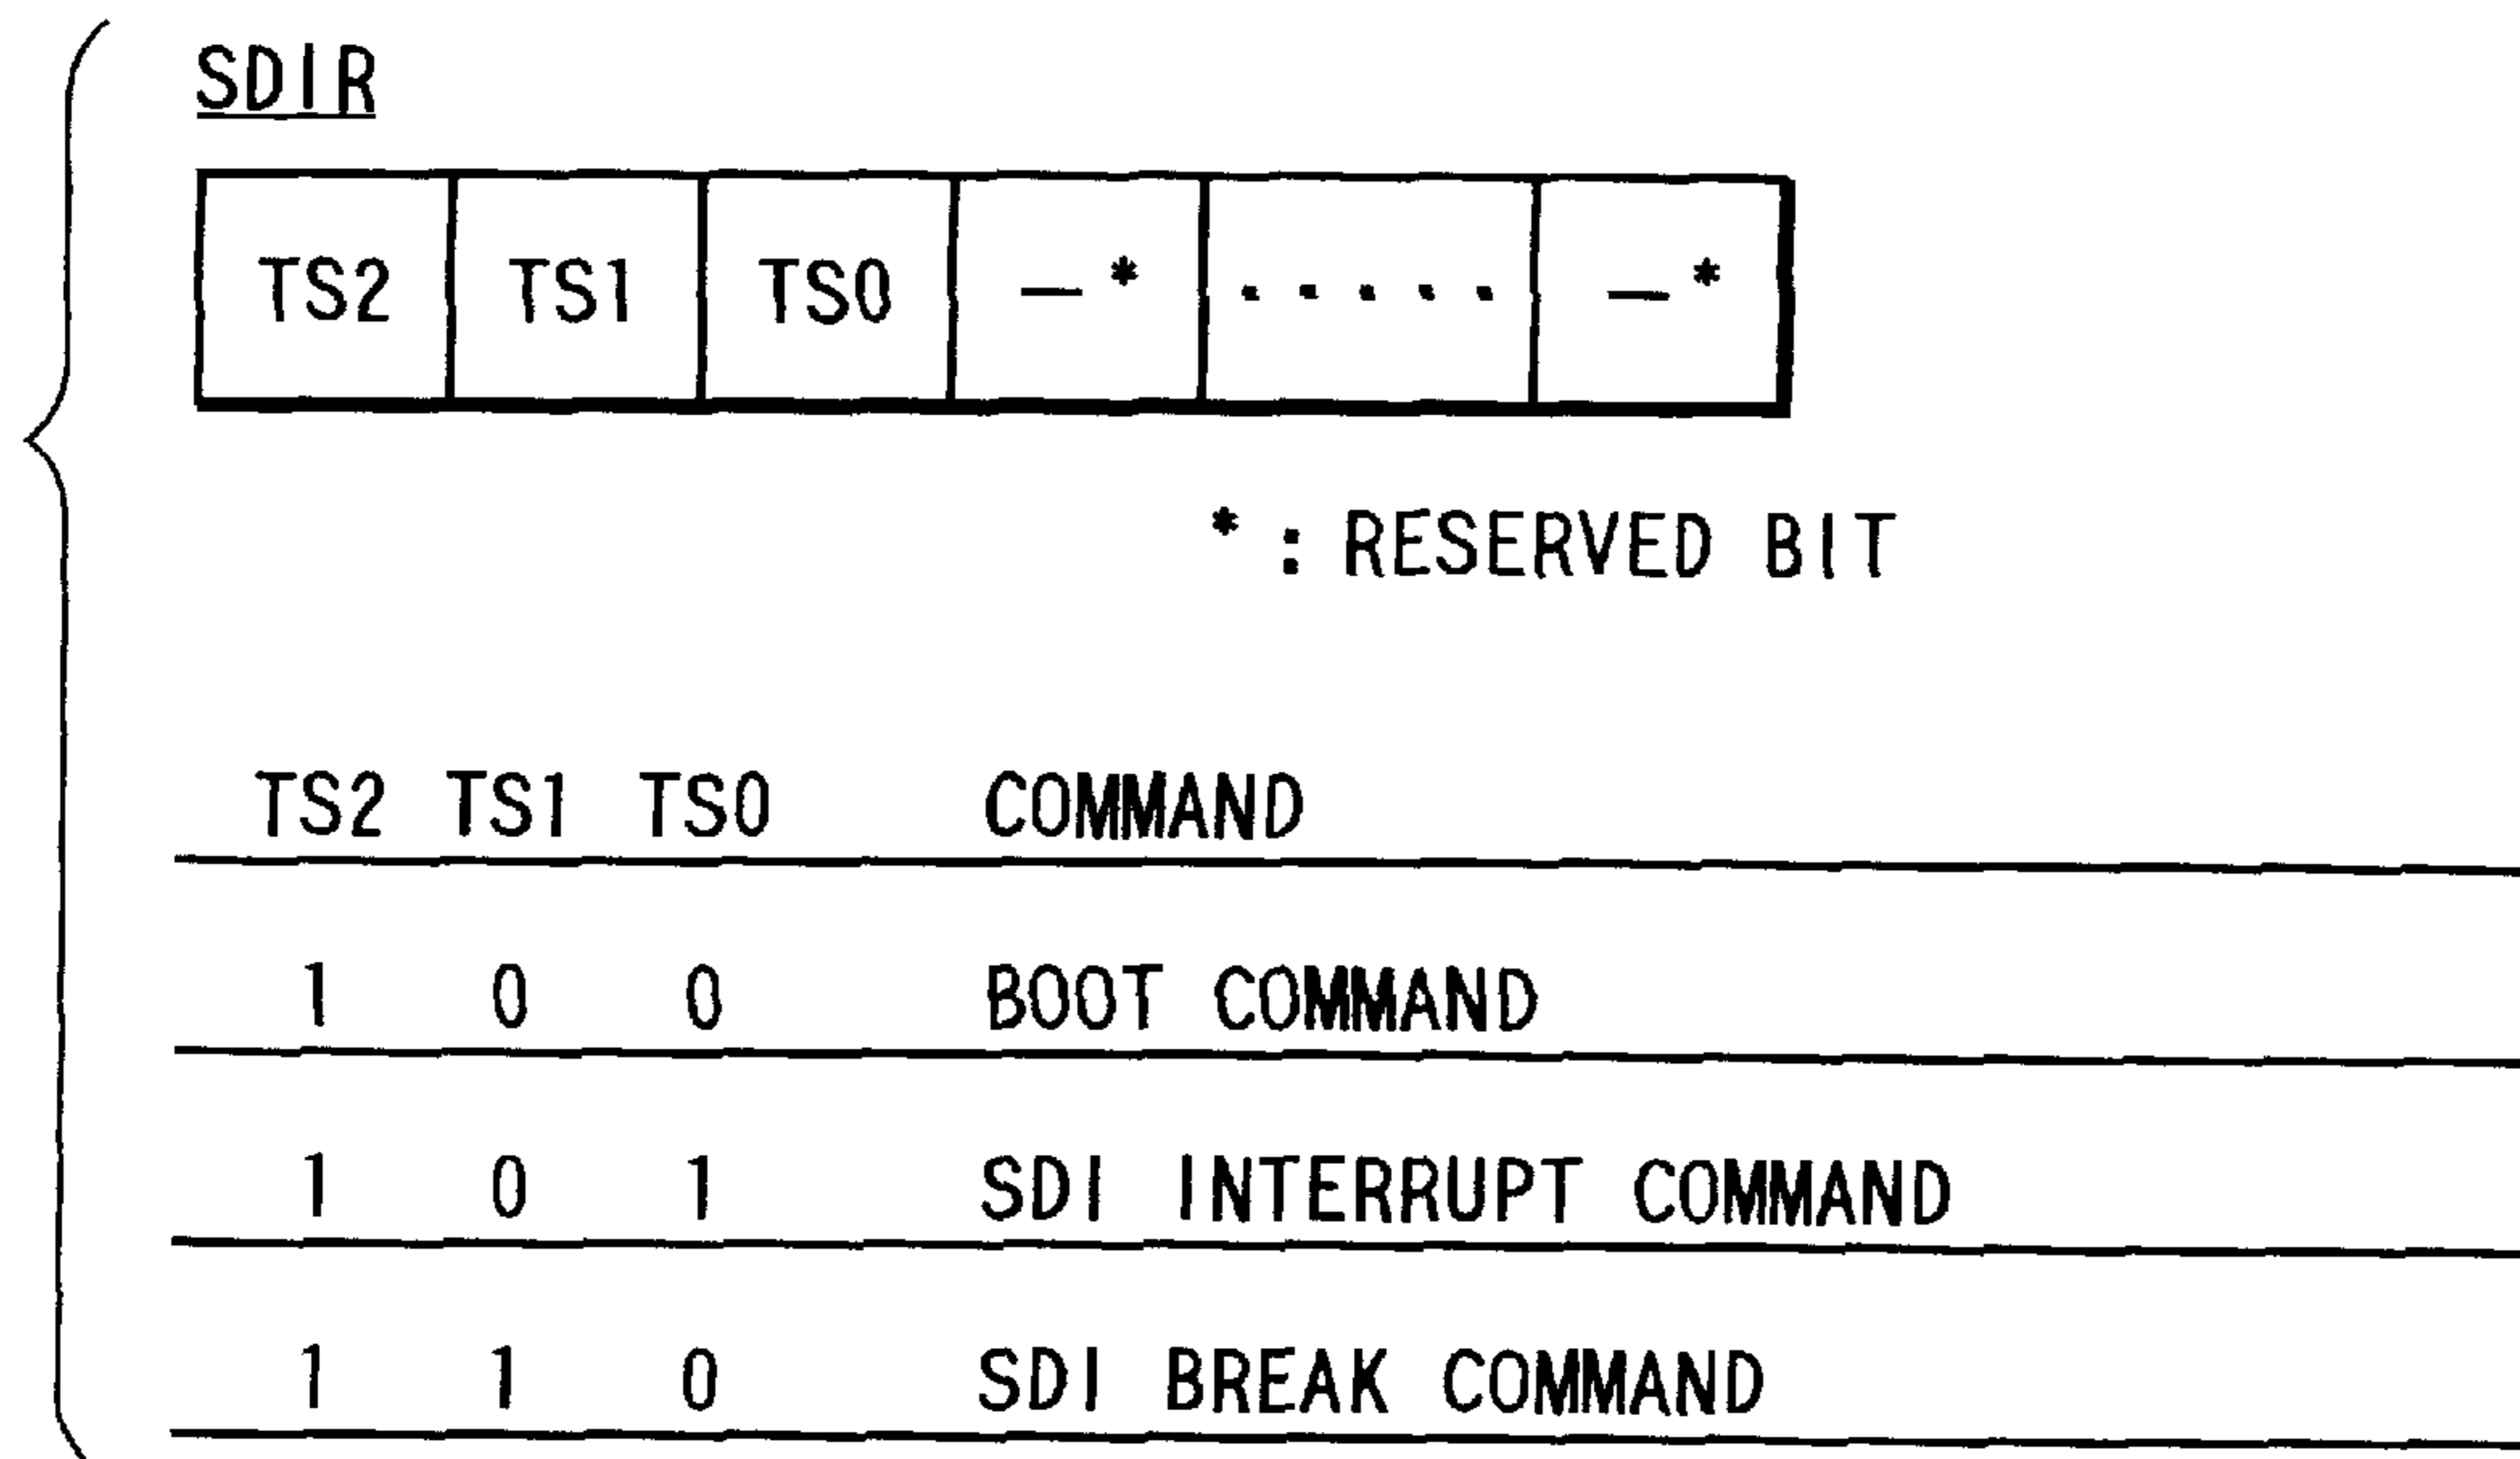 SDIR
TS2 TS1 TS0 —* ····· —*
* : RESERVED BIT
TS2 TS1 TS0 COMMAND
1 0 0 BOOT COMMAND
1 0 1 SDI INTERRUPT COMMAND
1 1 0 SDI BREAK COMMAND